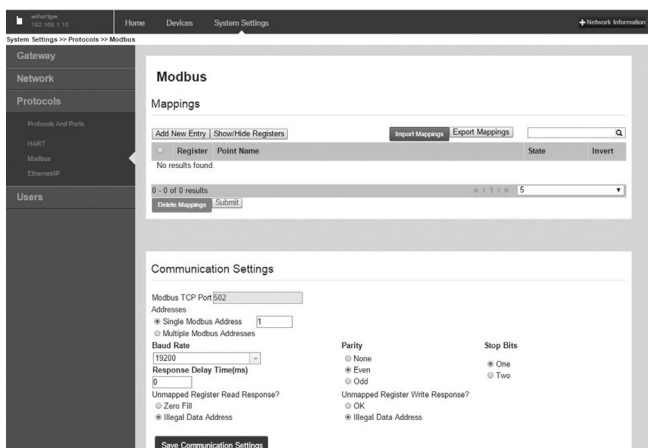 wihartgw
192.168.1.10
Home Devices System Settings
Network Information
System Settings >> Protocols >> Modbus
Gateway
Network
Protocols
Protocols And Ports
HART
Modbus
Ethernet/IP
Users
Modbus
Mappings
Add New Entry Show/Hide Registers Import Mappings Export Mappings
Register Point Name State Invert
No results found.
0 - 0 of 0 results 1 5
Delete Mappings Submit
Communication Settings
Modbus TCP Port 502
Addresses
Single Modbus Address 1
Multiple Modbus Addresses
Baud Rate Parity Stop Bits
19200 None One
Response Delay Time(ms) Even Two
0 Odd
Unmapped Register Read Response? Unmapped Register Write Response?
Zero Fill OK
Illegal Data Address Illegal Data Address
Save Communication Settings